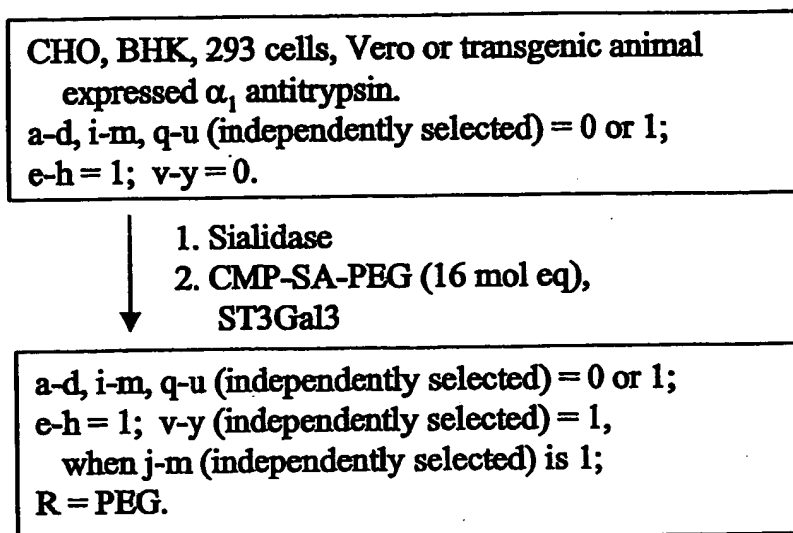 CHO, BHK, 293 cells, Vero or transgenic animal
expressed α₁ antitrypsin.
a-d, i-m, q-u (independently selected) = 0 or 1;
e-h = 1; v-y = 0.
1. Sialidase
2. CMP-SA-PEG (16 mol eq),
ST3Gal3
a-d, i-m, q-u (independently selected) = 0 or 1;
e-h = 1; v-y (independently selected) = 1,
when j-m (independently selected) is 1;
R = PEG.